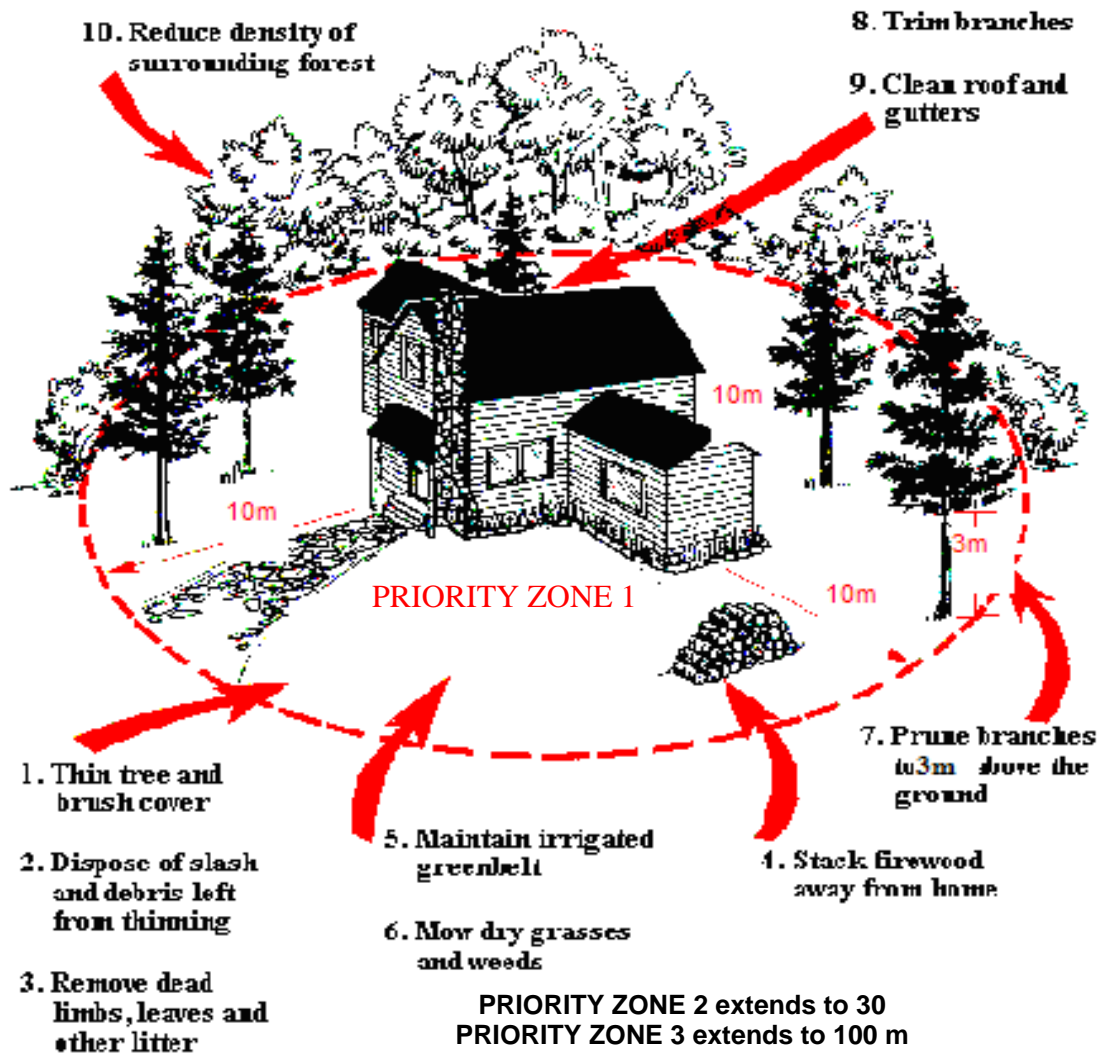 10. Reduce density of
surrounding forest
8. Trim branches
9. Clean roof and
gutters
10m
10m
3m
PRIORITY ZONE 1
10m
1. Thin tree and
brush cover
2. Dispose of slash
and debris left
from thinning
3. Remove dead
limbs, leaves and
other litter
5. Maintain irrigated
greenbelt
6. Mow dry grasses
and weeds
4. Stack firewood
away from home
7. Prune branches
to3m above the
ground
PRIORITY ZONE 2 extends to 30
PRIORITY ZONE 3 extends to 100 m